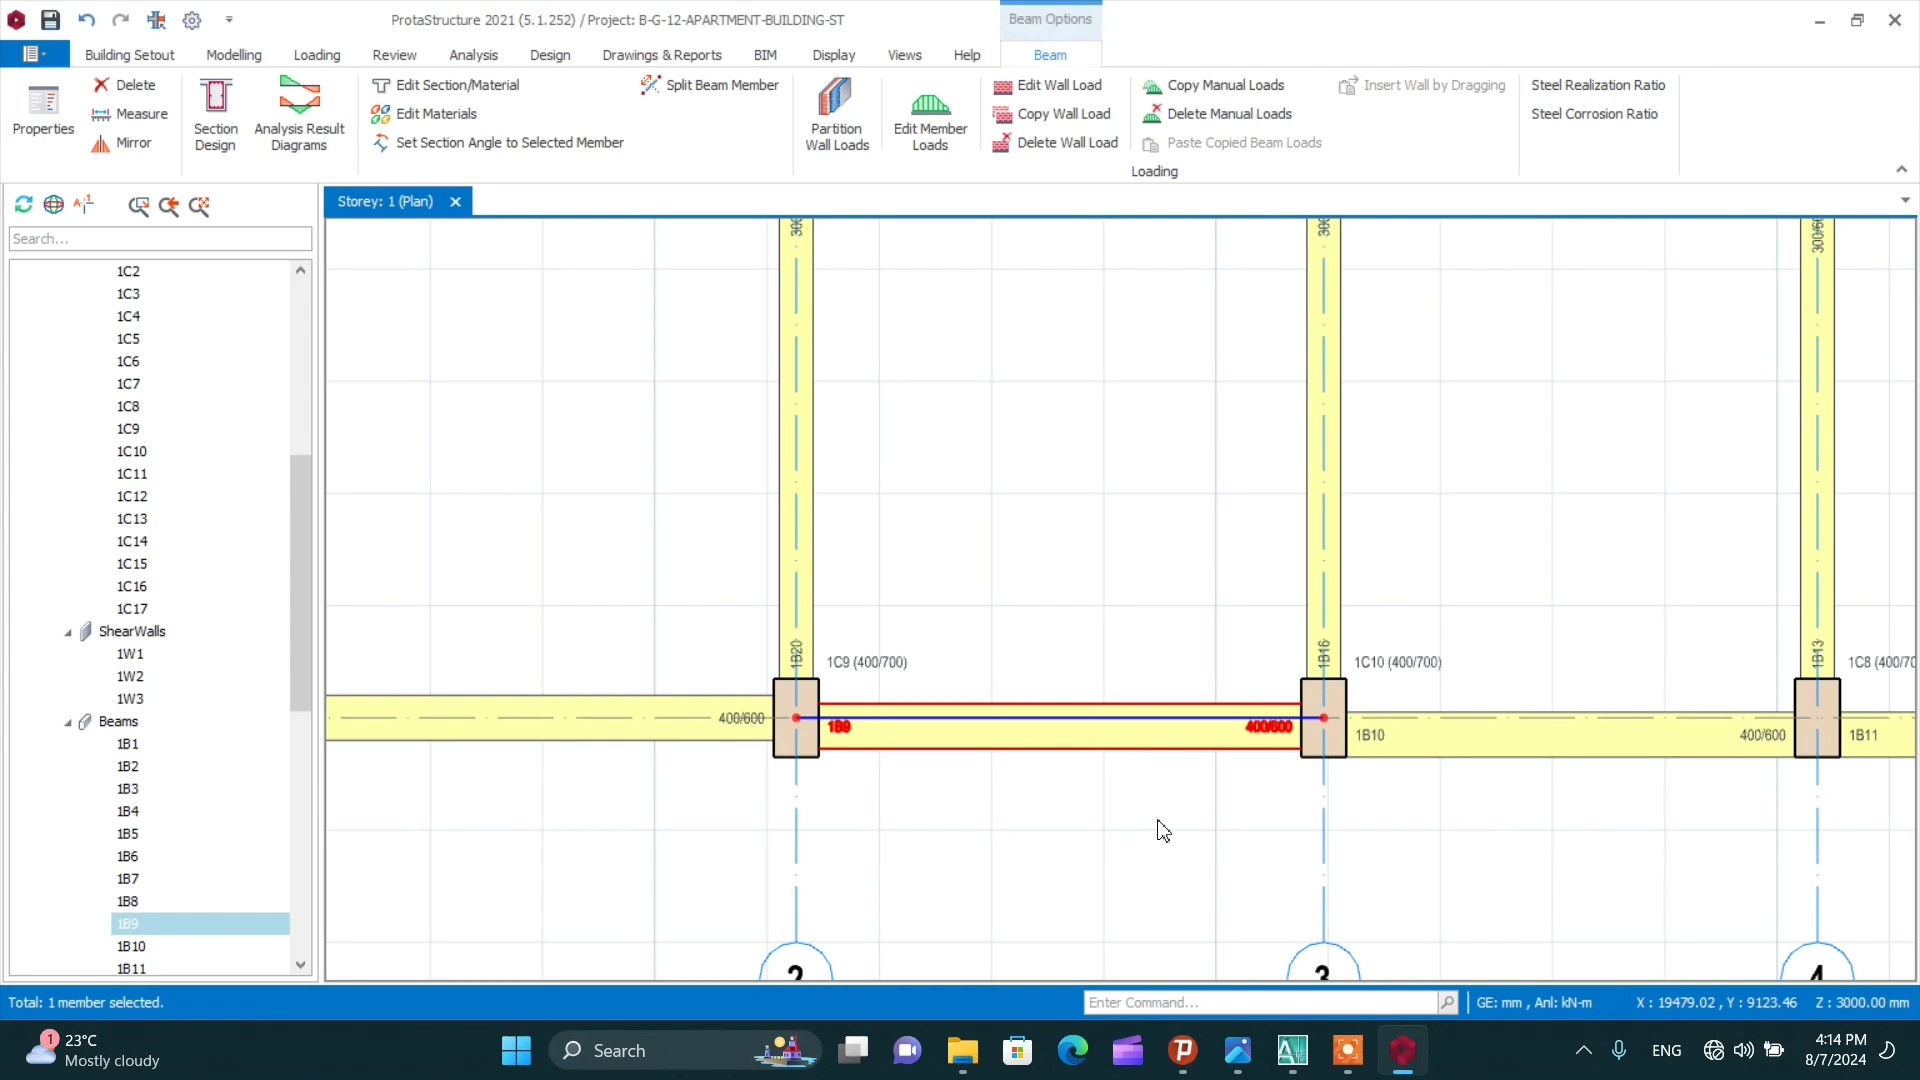 ProtaStructure 2021 (5.1.252) / Project: B-G-12-APARTMENT-BUILDING-ST
Beam Options
Building Setout
Modelling
Loading
Review
Analysis
Design
Drawings & Reports
BIM
Display
Views
Help
Beam
Properties
Delete
Measure
Mirror
Section
Design
Analysis Result
Diagrams
Edit Section/Material
Edit Materials
Set Section Angle to Selected Member
Split Beam Member
Partition
Wall Loads
Edit Member
Loads
Edit Wall Load
Copy Wall Load
Delete Wall Load
Copy Manual Loads
Delete Manual Loads
Paste Copied Beam Loads
Insert Wall by Dragging
Loading
Steel Realization Ratio
Steel Corrosion Ratio
Search...
1C2
1C3
1C4
1C5
1C6
1C7
1C8
1C9
1C10
1C11
1C12
1C13
1C14
1C15
1C16
1C17
ShearWalls
1W1
1W2
1W3
Beams
1B1
1B2
1B3
1B4
1B5
1B6
1B7
1B8
1B9
1B10
1B11
Storey: 1 (Plan)
1B20
1C9 (400/700)
1B16
1C10 (400/700)
1B13
400/600
1B9
400/600
1B10
400/600
1B11
2
3
4
Total: 1 member selected.
Enter Command...
GE: mm , Anl: kN-m
X : 19479.02 , Y : 9123.46
Z : 3000.00 mm
1
23°C
Mostly cloudy
Search
ENG
4:14 PM
8/7/2024